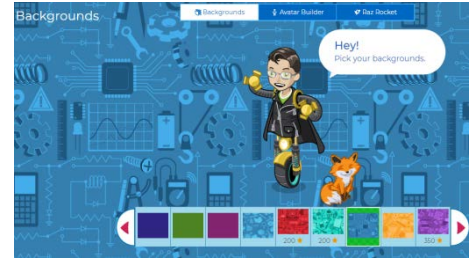 Backgrounds
Backgrounds
Avatar Builder
Raz Rocket
Hey!
Pick your backgrounds.
200
200
350